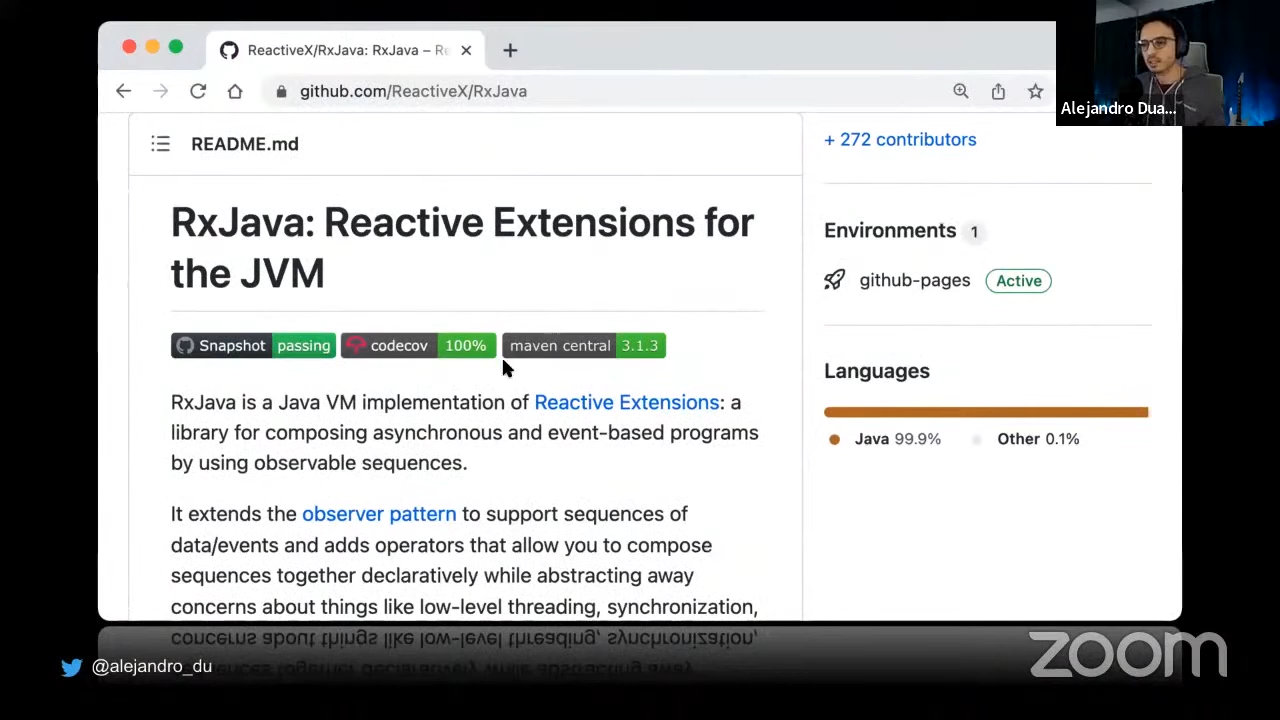 ReactiveX/RxJava: RxJava – Re
github.com/ReactiveX/RxJava
Alejandro Dua...
README.md
RxJava: Reactive Extensions for
the JVM
Snapshot passing codecov 100% maven central 3.1.3
RxJava is a Java VM implementation of Reactive Extensions: a
library for composing asynchronous and event-based programs
by using observable sequences.
It extends the observer pattern to support sequences of
data/events and adds operators that allow you to compose
sequences together declaratively while abstracting away
concerns about things like low-level threading, synchronization,
+ 272 contributors
Environments 1
github-pages Active
Languages
Java 99.9% Other 0.1%
@alejandro_du
zoom